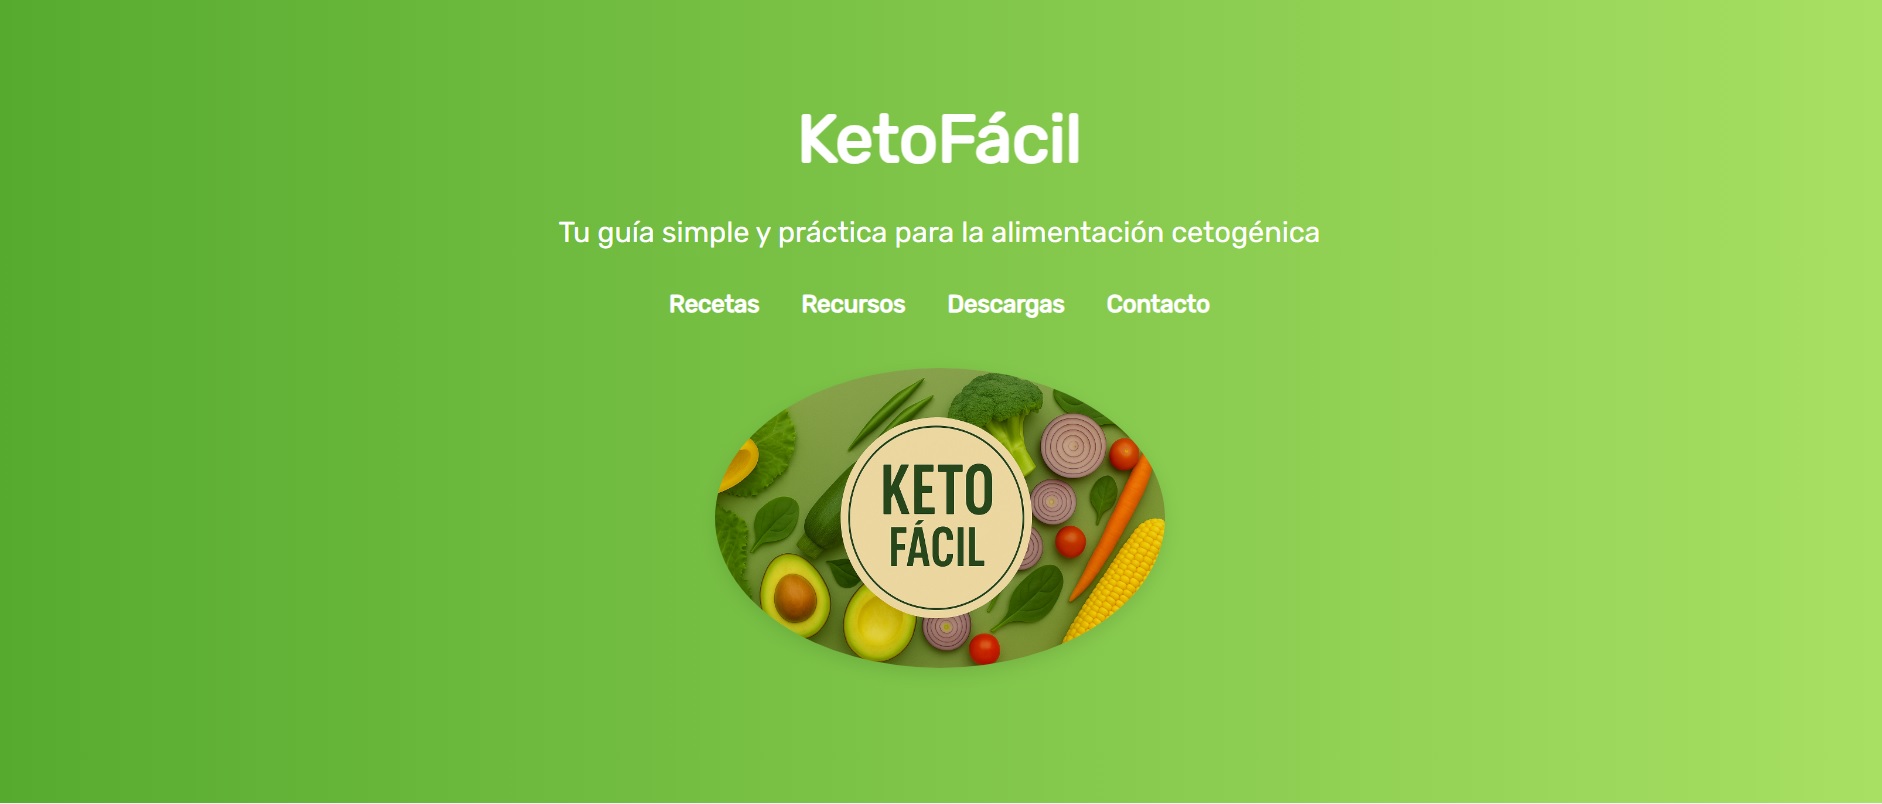 KetoFácil
Tu guía simple y práctica para la alimentación cetogénica
Recetas Recursos Descargas Contacto
KETO
FÁCIL